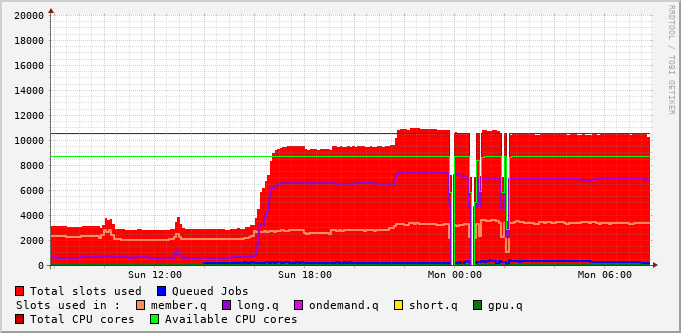 20000
18000
16000
14000
12000
10000
8000
6000
4000
2000
0
Sun 12:00 Sun 18:00 Mon 00:00 Mon 06:00
RRDTOOL / TOBI OETIKER
Total slots used Queued Jobs
Slots used in : member.q long.q ondemand.q short.q gpu.q
Total CPU cores Available CPU cores